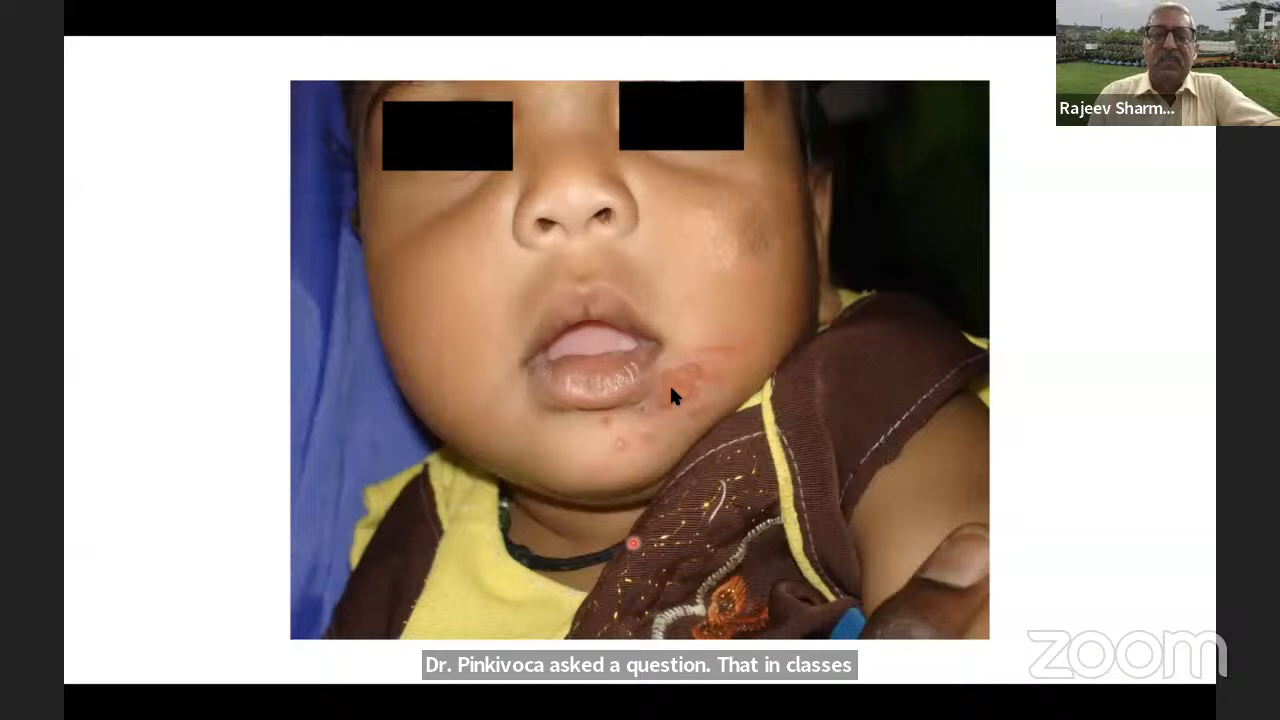 Rajeev Sharm...
Dr. Pinkivoca asked a question. That in classes
zoom